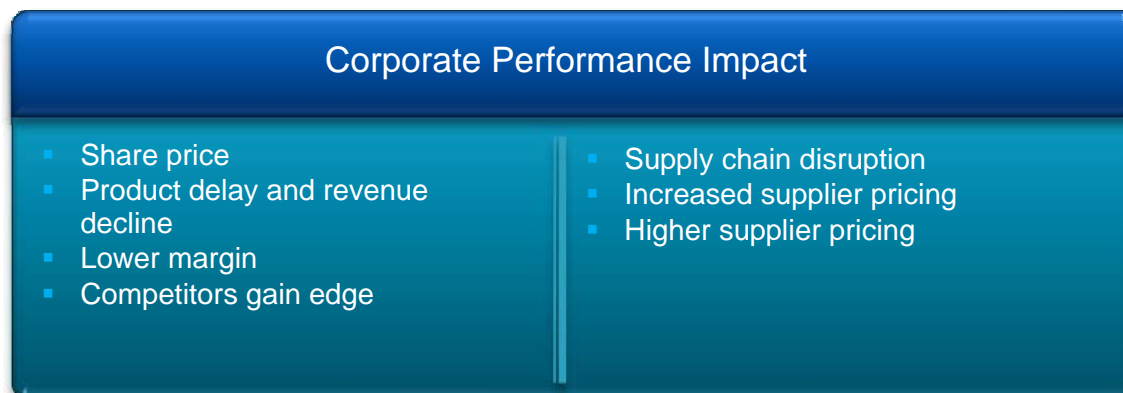 Corporate Performance Impact
▪ Share price
▪ Product delay and revenue
decline
▪ Lower margin
▪ Competitors gain edge
▪ Supply chain disruption
▪ Increased supplier pricing
▪ Higher supplier pricing